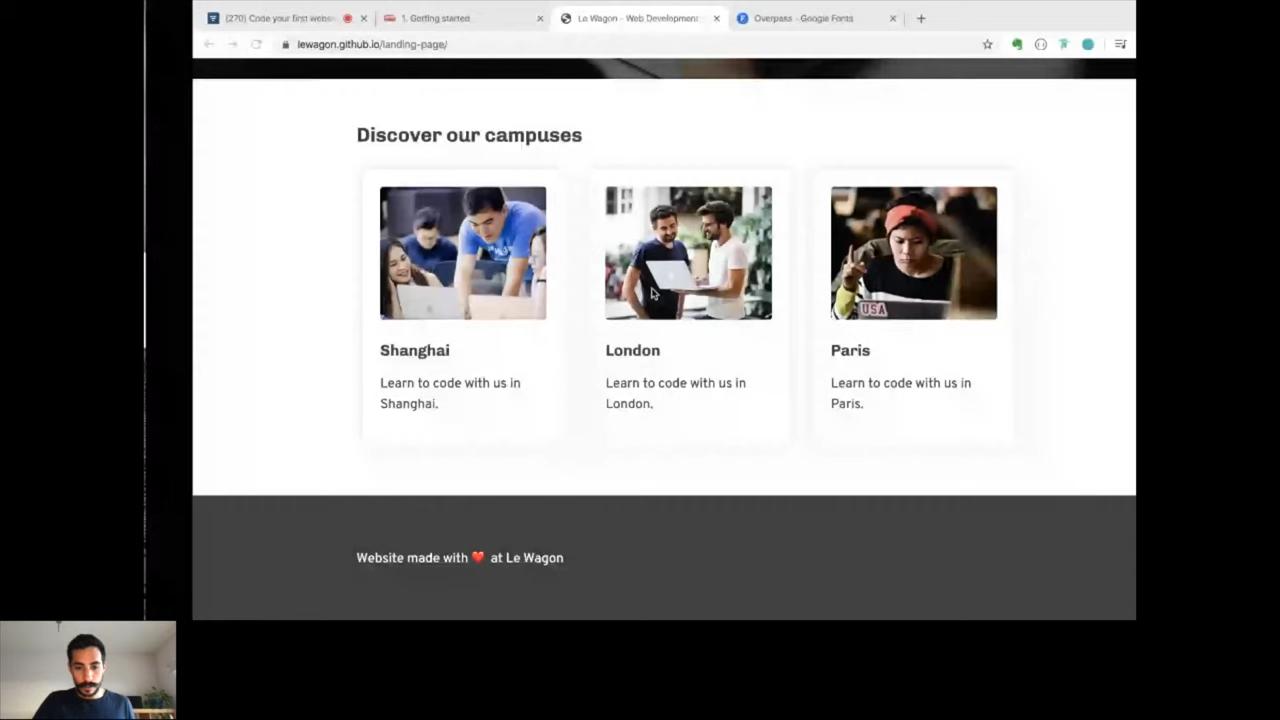 (270) Code your first websi
1. Getting started
Le Wagon - Web Development
Overpass - Google Fonts
lewagon.github.io/landing-page/
Discover our campuses
USA
Shanghai
London
Paris
Learn to code with us in
Shanghai.
Learn to code with us in
London.
Learn to code with us in
Paris.
Website made with ❤️ at Le Wagon